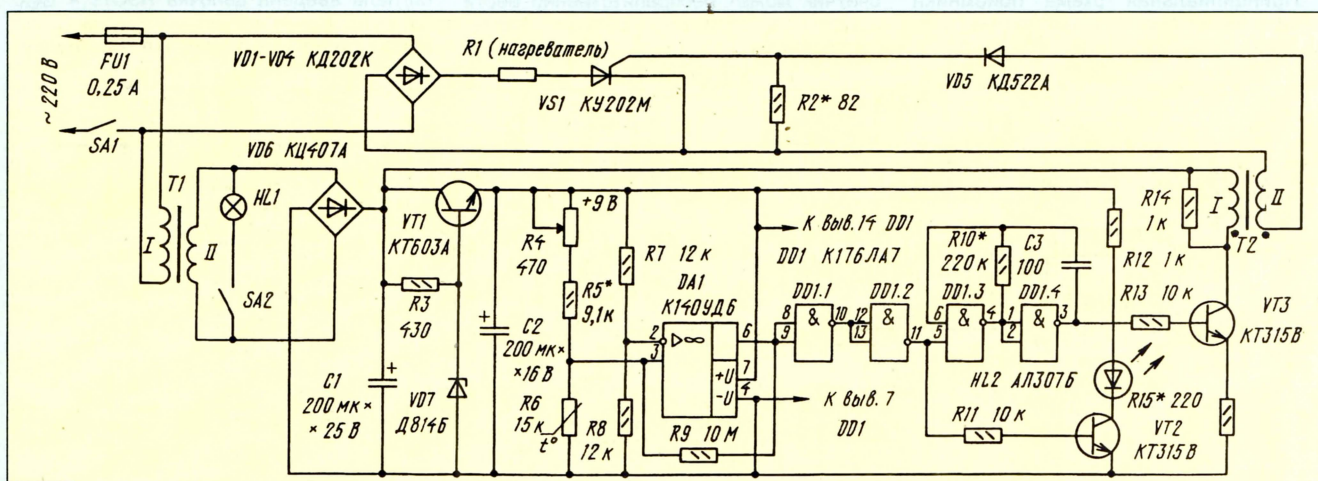 ~ 220 В
FU1
0,25 А
SA1
VD1-VD4 КД202К
R1 (нагреватель)
VS1 КУ202М
R2* 82
VD5 КД522А
VD6 КЦ407А
T1
I
II
HL1
SA2
VT1
КТ603А
R3
430
C1
200 мк ×
× 25 В
+
VD7
Д814Б
+
C2
200 мк ×
× 16 В
+9 В
R4
470
R5*
9,1к
R6
15к
t°
R7 12 к
R8
12к
DA1
К140УД6
2
3
▷∞
6
7
+U
4
-U
R9 10 М
К выв. 14 DD1
DD1 К176ЛА7
К выв. 7
DD1
DD1.1
8
9
&
10
DD1.2
12
13
&
11
R10*
220 к
C3
100
DD1.3
6
5
&
4
DD1.4
1
2
&
3
HL2 АЛ307Б
R11 10 к
R12 1 к
R13 10 к
R14
1 к
I
II
T2
VT3
КТ315В
R15* 220
VT2
КТ315В